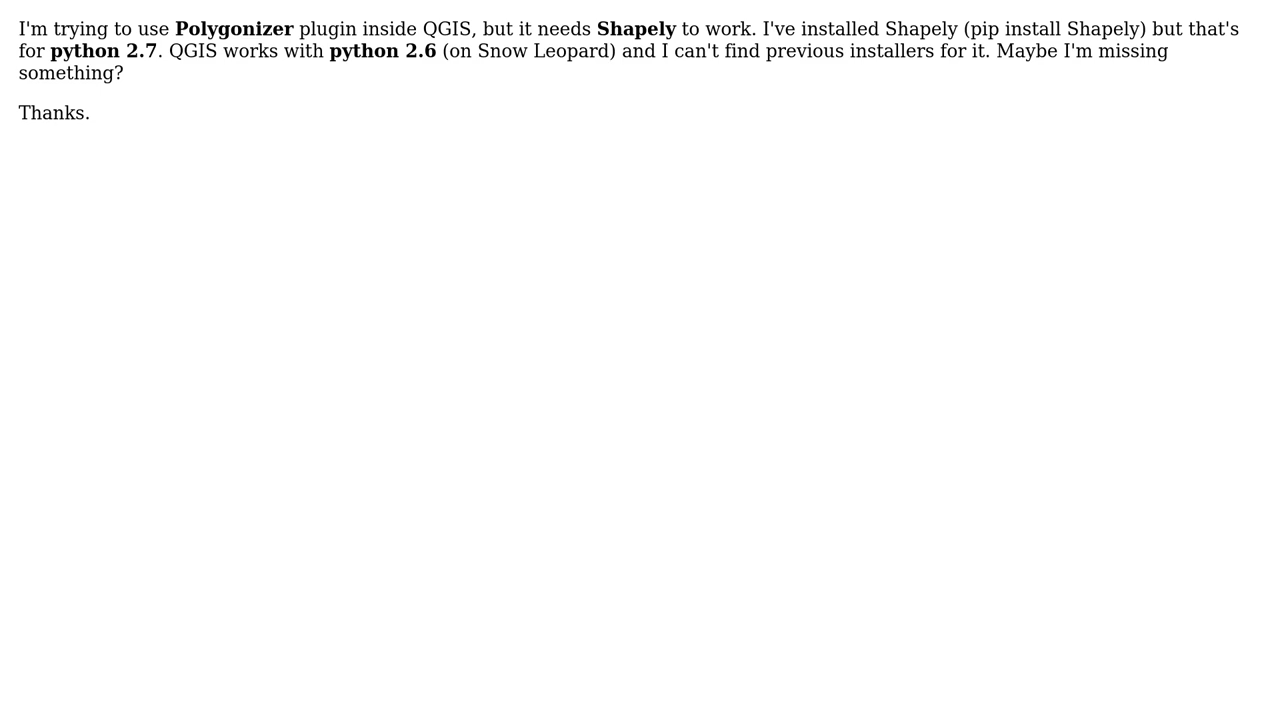 I'm trying to use Polygonizer plugin inside QGIS, but it needs Shapely to work. I've installed Shapely (pip install Shapely) but that's
for python 2.7. QGIS works with python 2.6 (on Snow Leopard) and I can't find previous installers for it. Maybe I'm missing
something?
Thanks.